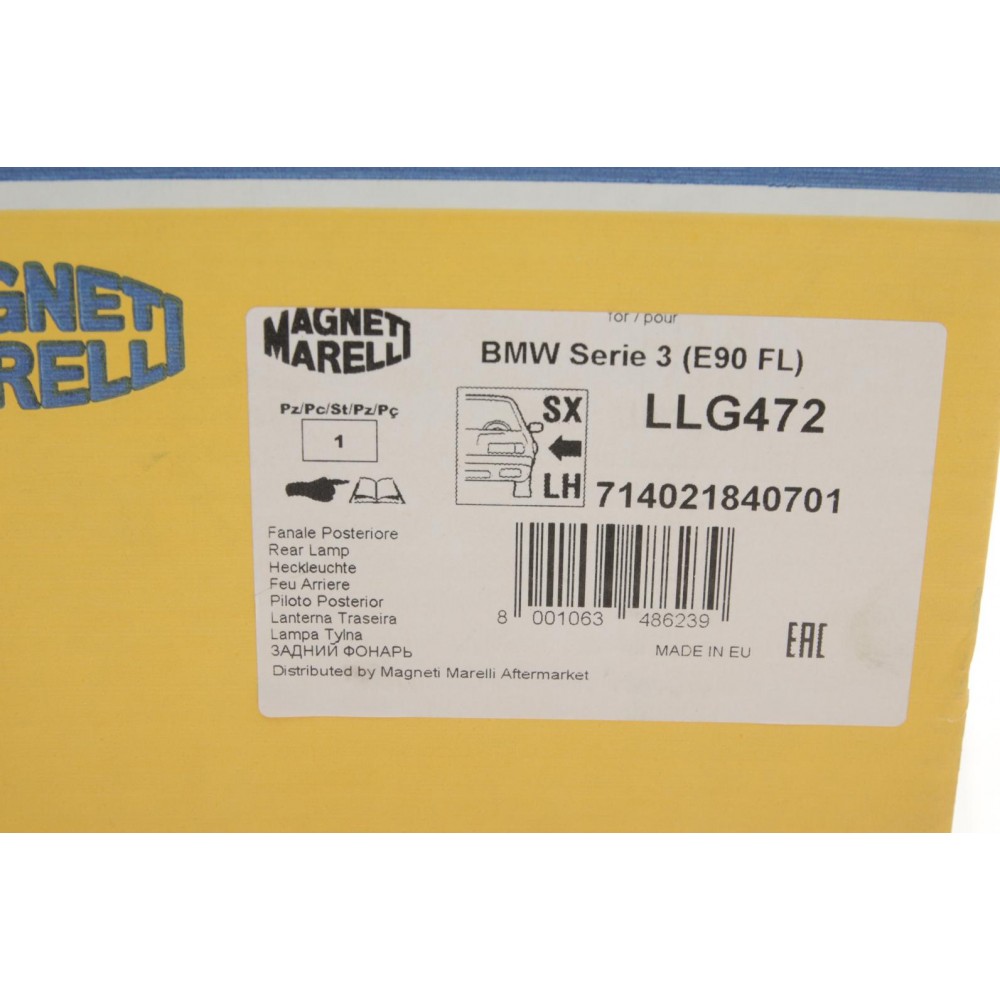 MAGNETI
MARELLI
MAGNETI
MARELLI
for / pour
BMW Serie 3 (E90 FL)
Pz/Pc/St/Pz/Pç
1
SX
LH
LLG472
714021840701
Fanale Posteriore
Rear Lamp
Heckleuchte
Feu Arriere
Piloto Posterior
Lanterna Traseira
Lampa Tylna
ЗАДНИЙ ФОНАРЬ
8 001063 486239
MADE IN EU
EAC
Distributed by Magneti Marelli Aftermarket